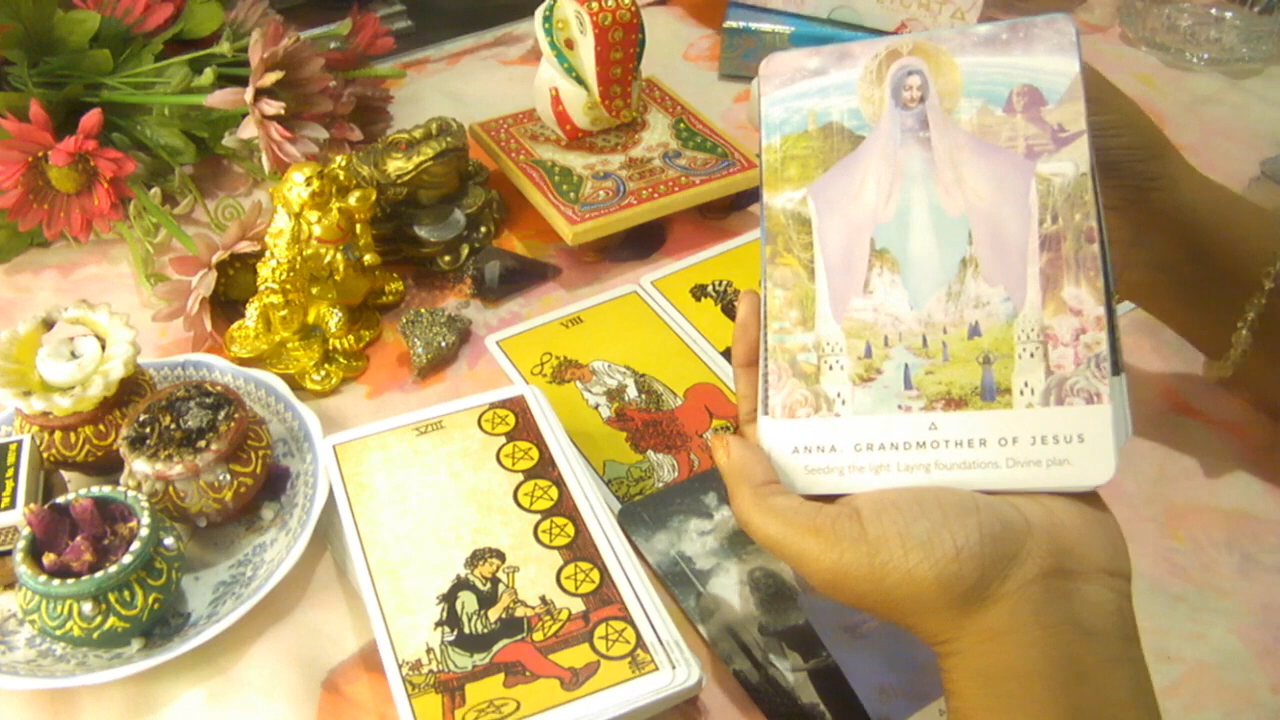 VIII
VIII
ANNA, GRANDMOTHER OF JESUS
Seeding the light. Laying foundations. Divine plan.